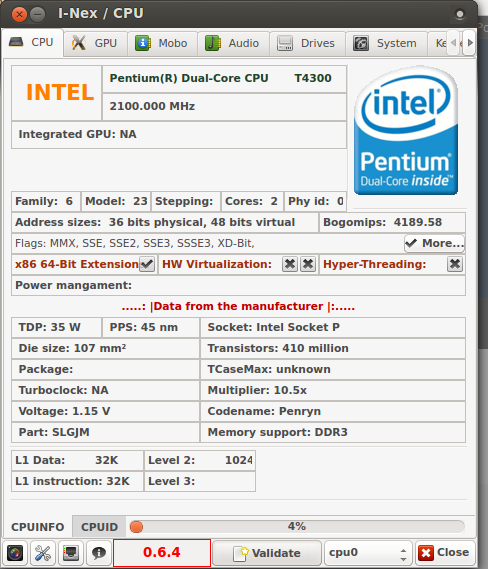 I-Nex / CPU
CPU GPU Mobo Audio Drives System Ke
INTEL
Pentium(R) Dual-Core CPU T4300
2100.000 MHz
Integrated GPU: NA
intel
Pentium
Dual-Core inside™
Family: 6 Model: 23 Stepping: Cores: 2 Phy id: 0
Address sizes: 36 bits physical, 48 bits virtual Bogomips: 4189.58
Flags: MMX, SSE, SSE2, SSE3, SSSE3, XD-Bit, More...
x86 64-Bit Extension HW Virtualization: Hyper-Threading:
Power mangament:
.....: |Data from the manufacturer |:.....
TDP: 35 W PPS: 45 nm Socket: Intel Socket P
Die size: 107 mm² Transistors: 410 million
Package: TCaseMax: unknown
Turboclock: NA Multiplier: 10.5x
Voltage: 1.15 V Codename: Penryn
Part: SLGJM Memory support: DDR3
L1 Data: 32K Level 2: 1024
L1 instruction: 32K Level 3:
CPUINFO CPUID 4%
0.6.4 Validate cpu0 Close